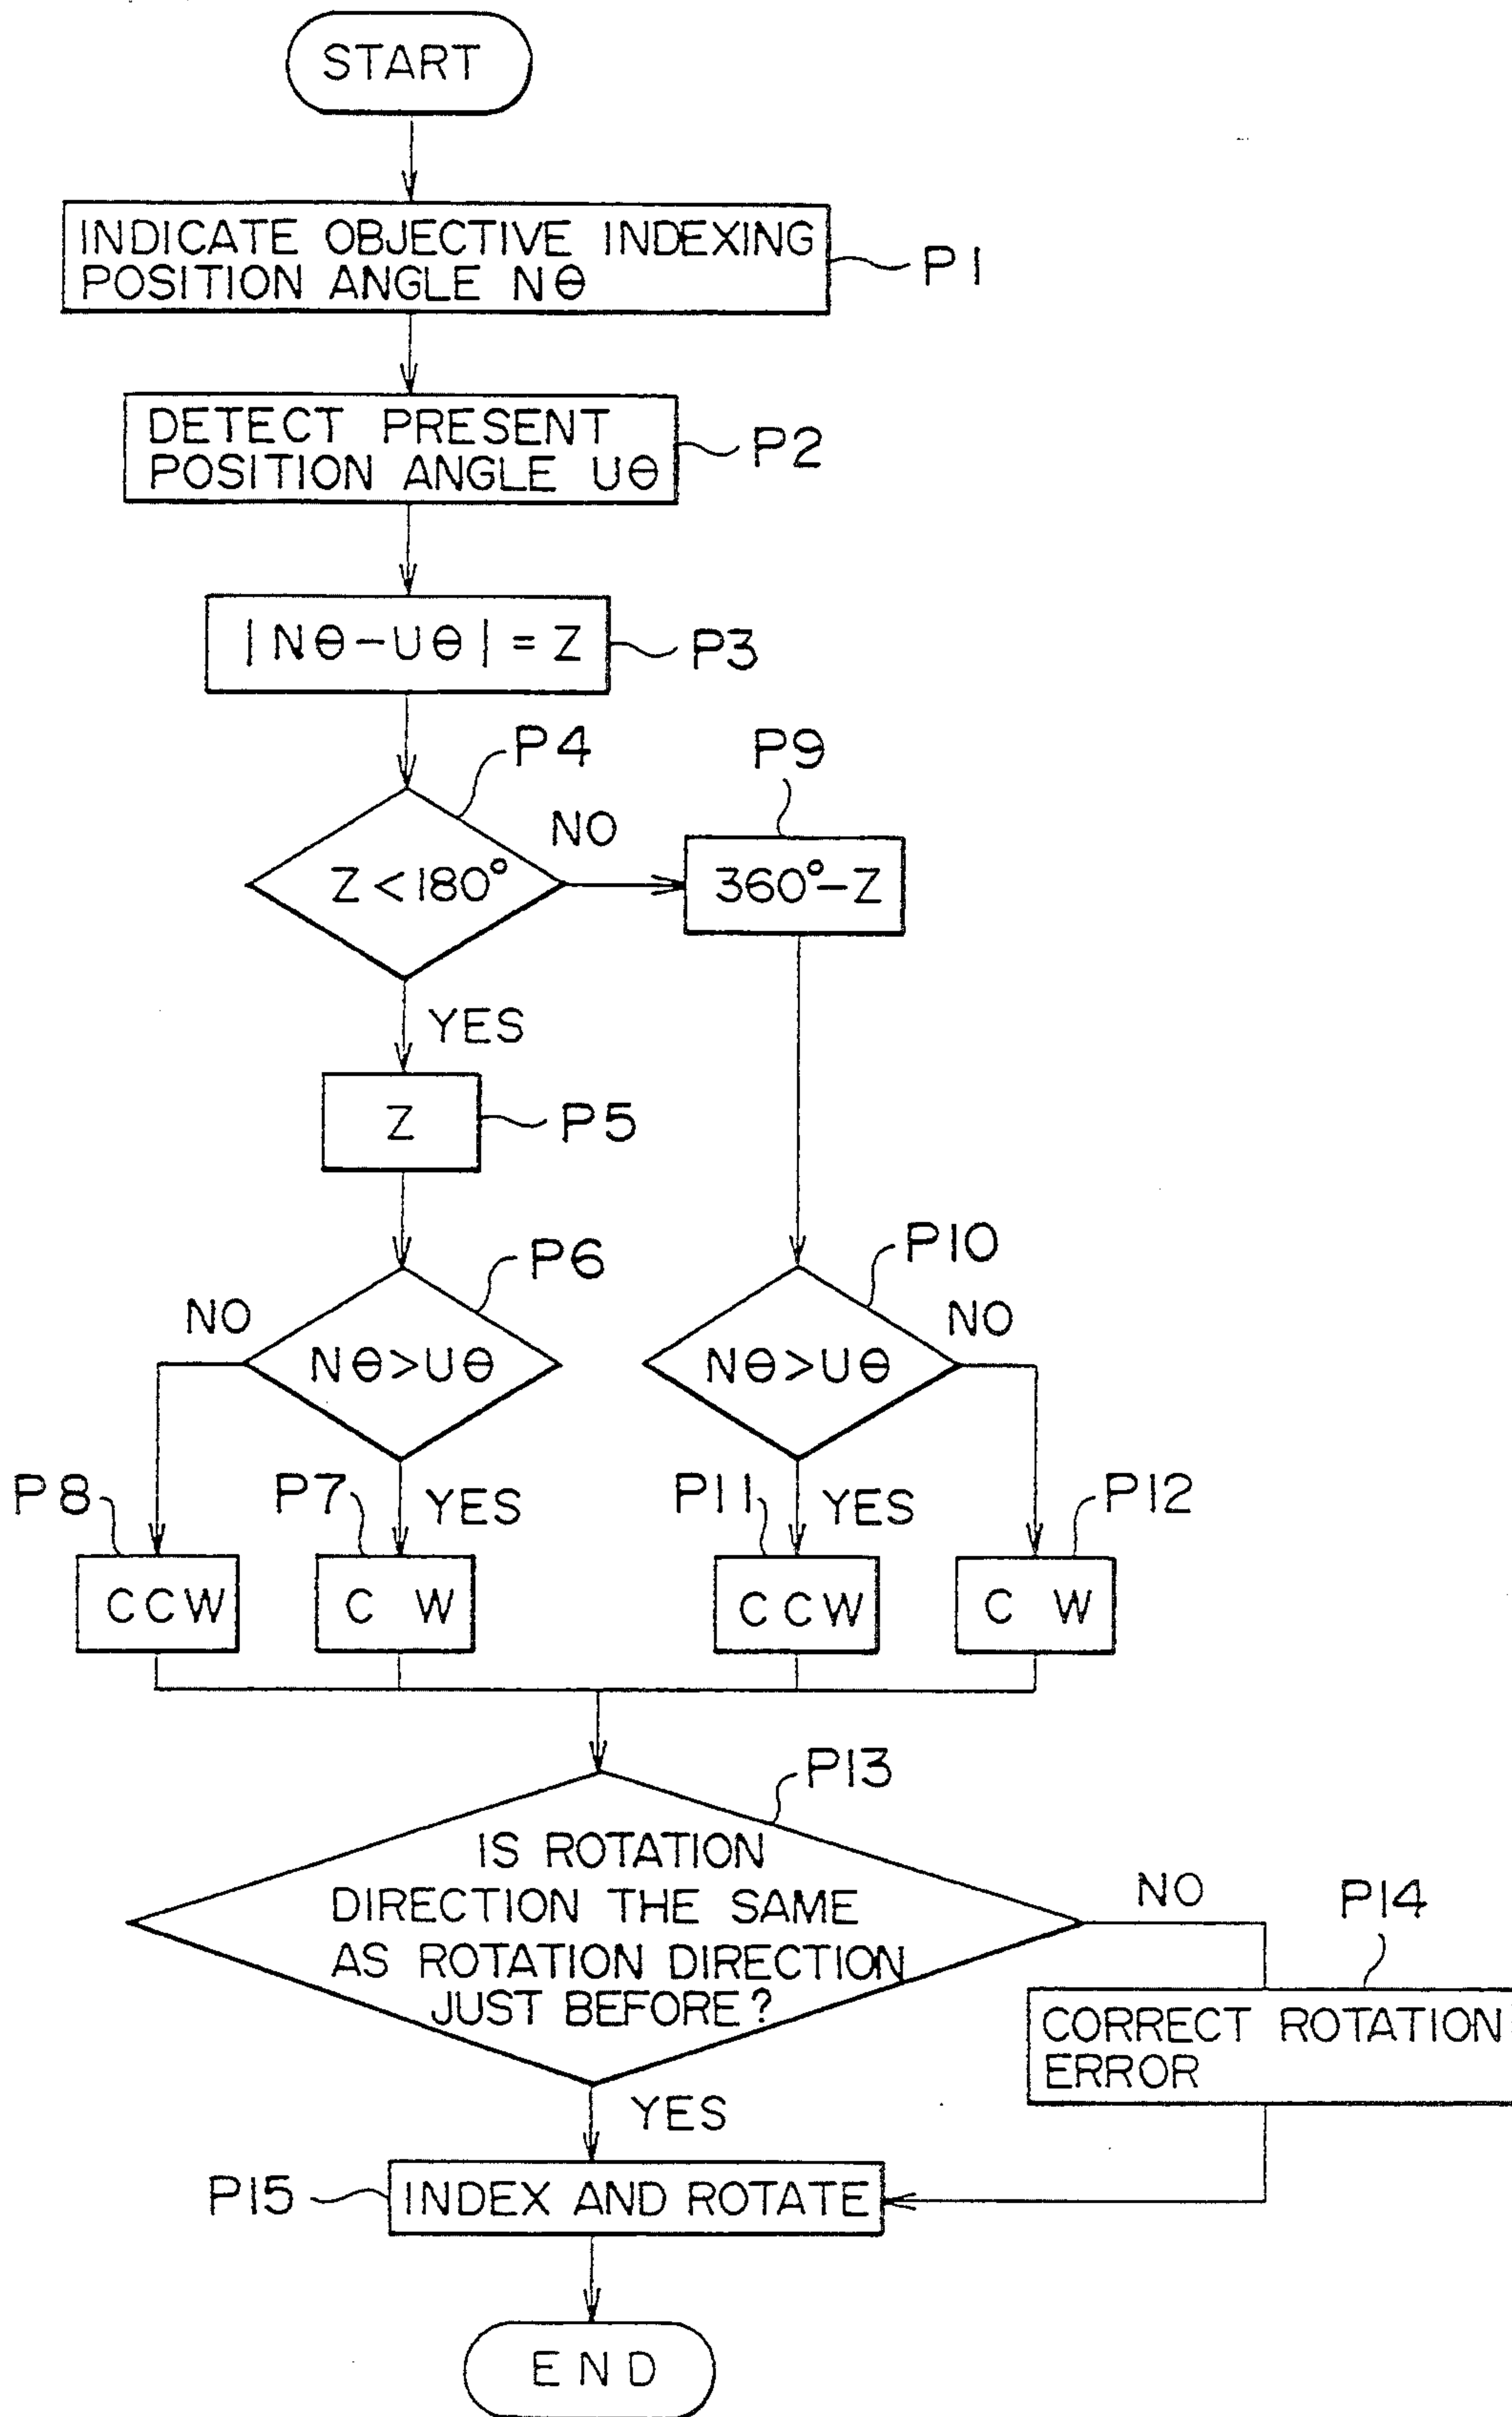 START
INDICATE OBJECTIVE INDEXING
POSITION ANGLE Nθ
P1
DETECT PRESENT
POSITION ANGLE Uθ
P2
|Nθ-Uθ|=Z
P3
P4
P9
NO
Z<180°
360°-Z
YES
Z
P5
P6
P10
NO
NO
Nθ>Uθ
Nθ>Uθ
P8
P7
YES
P11
YES
P12
CCW
C W
CCW
C W
P13
IS ROTATION
DIRECTION THE SAME
AS ROTATION DIRECTION
JUST BEFORE?
NO
P14
CORRECT ROTATION
ERROR
YES
P15
INDEX AND ROTATE
END